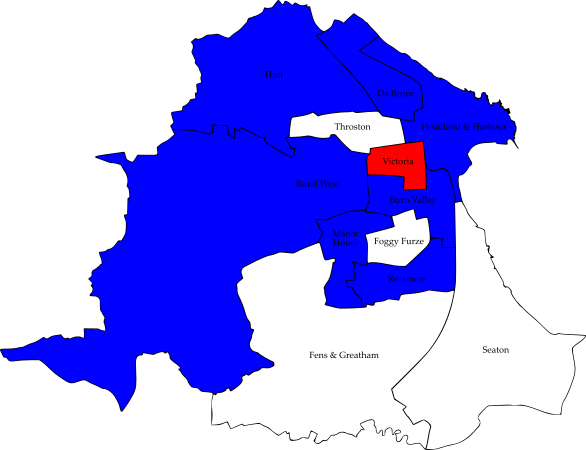 Hart
De Bruce
Headland & Harbour
Throston
Victoria
Rural West
Burn Valley
Manor
House
Foggy Furze
Rossmere
Fens & Greatham
Seaton